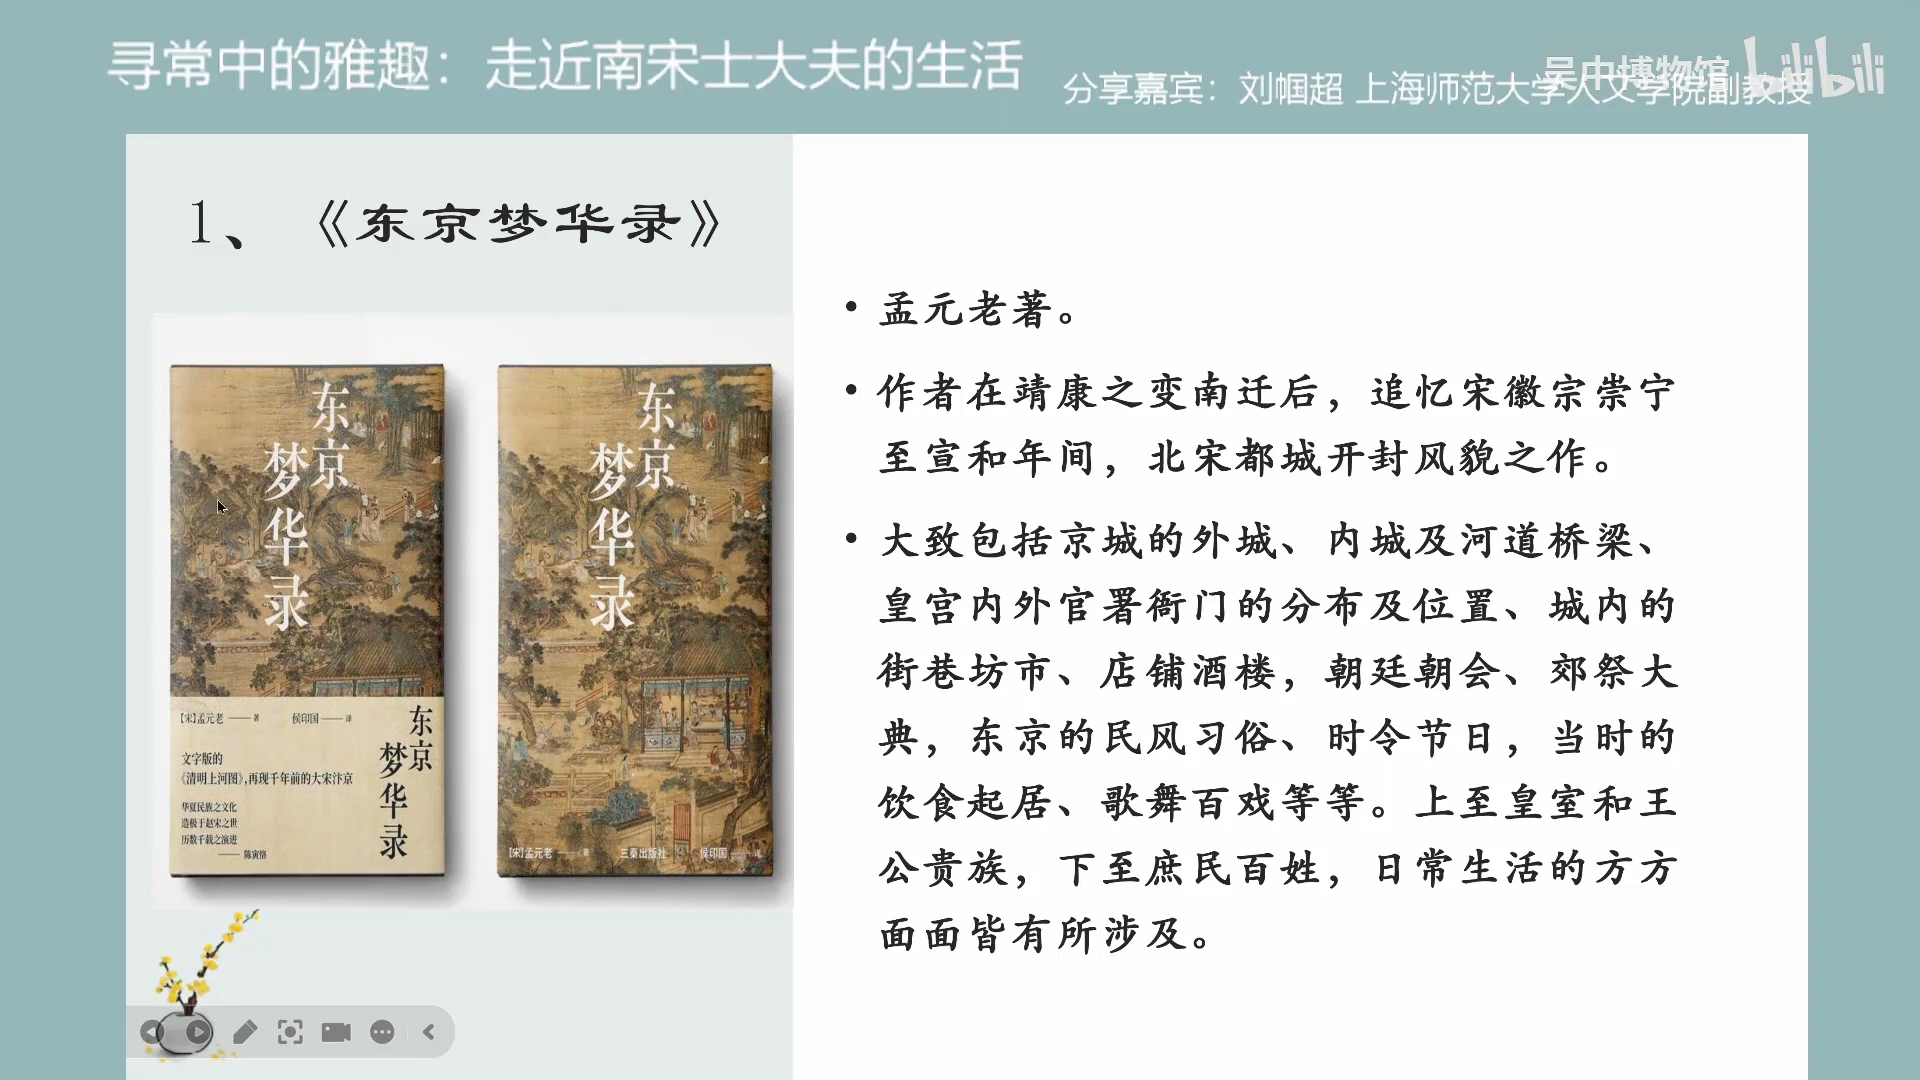 寻常中的雅趣：走近南宋士大夫的生活
分享嘉宾：刘帼超 上海师范大学人文学院副教授
吴中博物馆 bilibili
1、《东京梦华录》
东京
梦华录
【宋】孟元老——著 侯印国——译
东京
梦华录
文字版的
《清明上河图》，再现千年前的大宋汴京
华夏民族之文化
造极于赵宋之世
历数千载之演进
——陈寅恪
东京
梦华录
【宋】孟元老——著 三秦出版社 侯印国——译
• 孟元老著。
• 作者在靖康之变南迁后，追忆宋徽宗崇宁
至宣和年间，北宋都城开封风貌之作。
• 大致包括京城的外城、内城及河道桥梁、
皇宫内外官署衙门的分布及位置、城内的
街巷坊市、店铺酒楼，朝廷朝会、郊祭大
典，东京的民风习俗、时令节日，当时的
饮食起居、歌舞百戏等等。上至皇室和王
公贵族，下至庶民百姓，日常生活的方方
面面皆有所涉及。